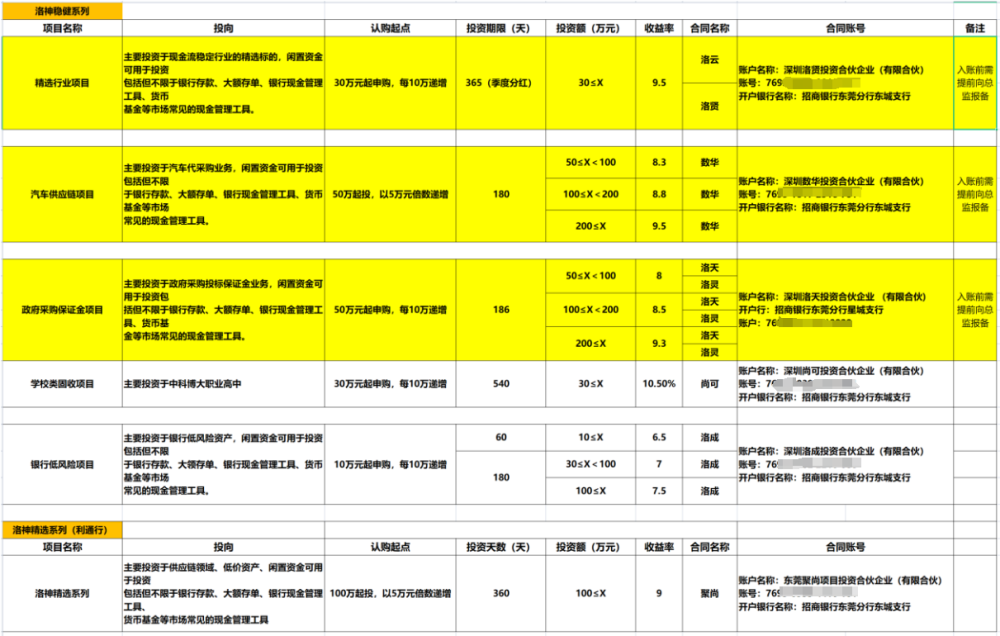 洛神稳健系列
项目名称 投向 认购起点 投资期限（天） 投资额（万元） 收益率 合同名称 合同账号 备注
精选行业项目
主要投资于现金流稳定行业的精选标的，闲置资金
可用于投资
包括但不限于银行存款、大额存单、银行现金管理
工具、货币
基金等市场常见的现金管理工具。
30万元起申购，每10万递增
365（季度分红）
30≤X
9.5
洛云
洛贤
账户名称：深圳洛贤投资合伙企业（有限合伙）
账号：769
开户银行名称：招商银行东莞分行东城支行
入账前需
提前向总
监报备
汽车供应链项目
主要投资于汽车代采购业务，闲置资金可用于投资
包括但不限
于银行存款、大额存单、银行现金管理工具、货币
基金等市场
常见的现金管理工具。
50万起投，以5万元倍数递增
180
50≤X＜100 8.3 数华
100≤X＜200 8.8 数华
200≤X 9.5 数华
账户名称：深圳数华投资合伙企业（有限合伙）
账号：769
开户银行名称：招商银行东莞分行东城支行
入账前需
提前向总
监报备
政府采购保证金项目
主要投资于政府采购投标保证金业务，闲置资金可
用于投资包
括但不限于银行存款、大额存单、银行现金管理工
具、货币基
金等市场常见的现金管理工具。
50万元起申购，每10万递增
186
50≤X＜100 8
洛天
洛灵
100≤X＜200 8.5
洛天
洛灵
200≤X 9.3
洛天
洛灵
账户名称：深圳洛天投资合伙企业 （有限合伙）
开户行：招商银行东莞分行星城支行
账户：76
入账前需
提前向总
监报备
学校类固收项目
主要投资于中科博大职业高中
30万元起申购，每10万递增
540
30≤X
10.50%
尚可
账户名称：深圳尚可投资合伙企业（有限合伙）
账号：76
开户银行名称：招商银行东莞分行东城支行
银行低风险项目
主要投资于银行低风险资产，闲置资金可用于投资
包括但不限
于银行存款、大领存单、银行现金管理工具、货币
基金等市场
常见的现金管理工具。
10万元起申购，每10万递增
60 10≤X 6.5 洛成
180
30≤X＜100 7 洛成
100≤X 7.5 洛成
账户名称：深圳洛成投资合伙企业（有限合伙）
账号：76
开户银行名称：招商银行东莞分行东城支行
洛神精选系列（利通行）
项目名称 投向 认购起点 投资天数（天） 投资额（万元） 收益率 合同名称 合同账号
洛神精选系列
主要投资于供应链领域、低价资产、闲置资金可用
于投资
包括但不限于银行存款、大额存单、银行现金管理
工具、
货币基金等市场常见的现金管理工具
100万起投，以5万元倍数递增
360
100≤X
9
聚尚
账户名称：东莞聚尚项目投资合伙企业（有限合伙）
账号：769
开户银行名称：招商银行东莞分行东城支行